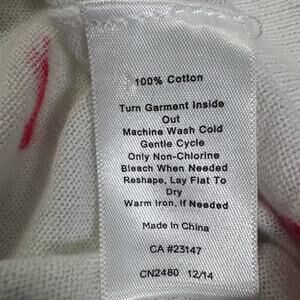 100% Cotton
Turn Garment Inside
Out
Machine Wash Cold
Gentle Cycle
Only Non-Chlorine
Bleach When Needed
Reshape, Lay Flat To
Dry
Warm Iron, If Needed
Made in China
CA #23147
CN2480 12/14